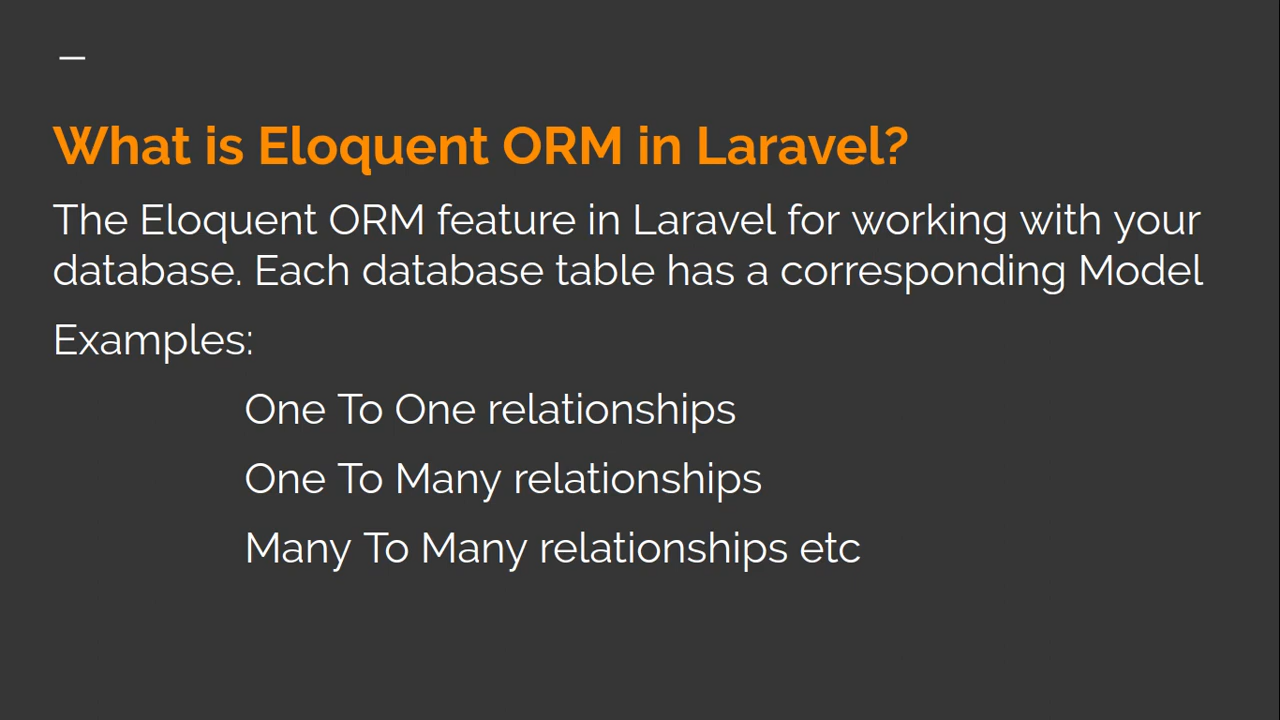 What is Eloquent ORM in Laravel?
The Eloquent ORM feature in Laravel for working with your
database. Each database table has a corresponding Model
Examples:
One To One relationships
One To Many relationships
Many To Many relationships etc